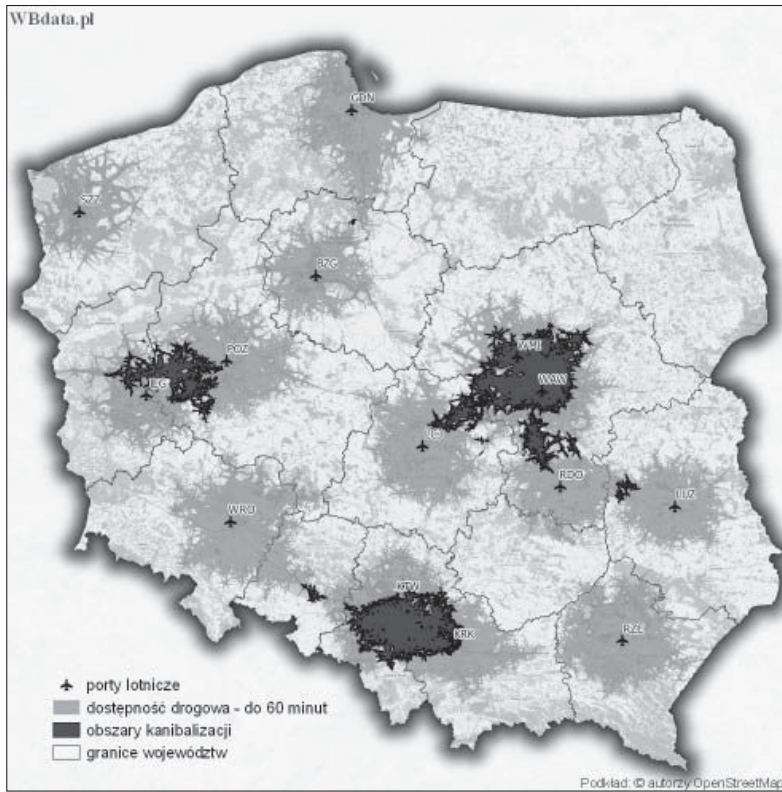 WBdata.pl
GDN
SZZ
BZG
POZ
IEG
WMI
WAW
RDO
LUZ
WRO
KTW
KRK
RZE
porty lotnicze
dostępność drogowa - do 60 minut
obszary kanibalizacji
granice województw
Podkład: © autorzy OpenStreetMap